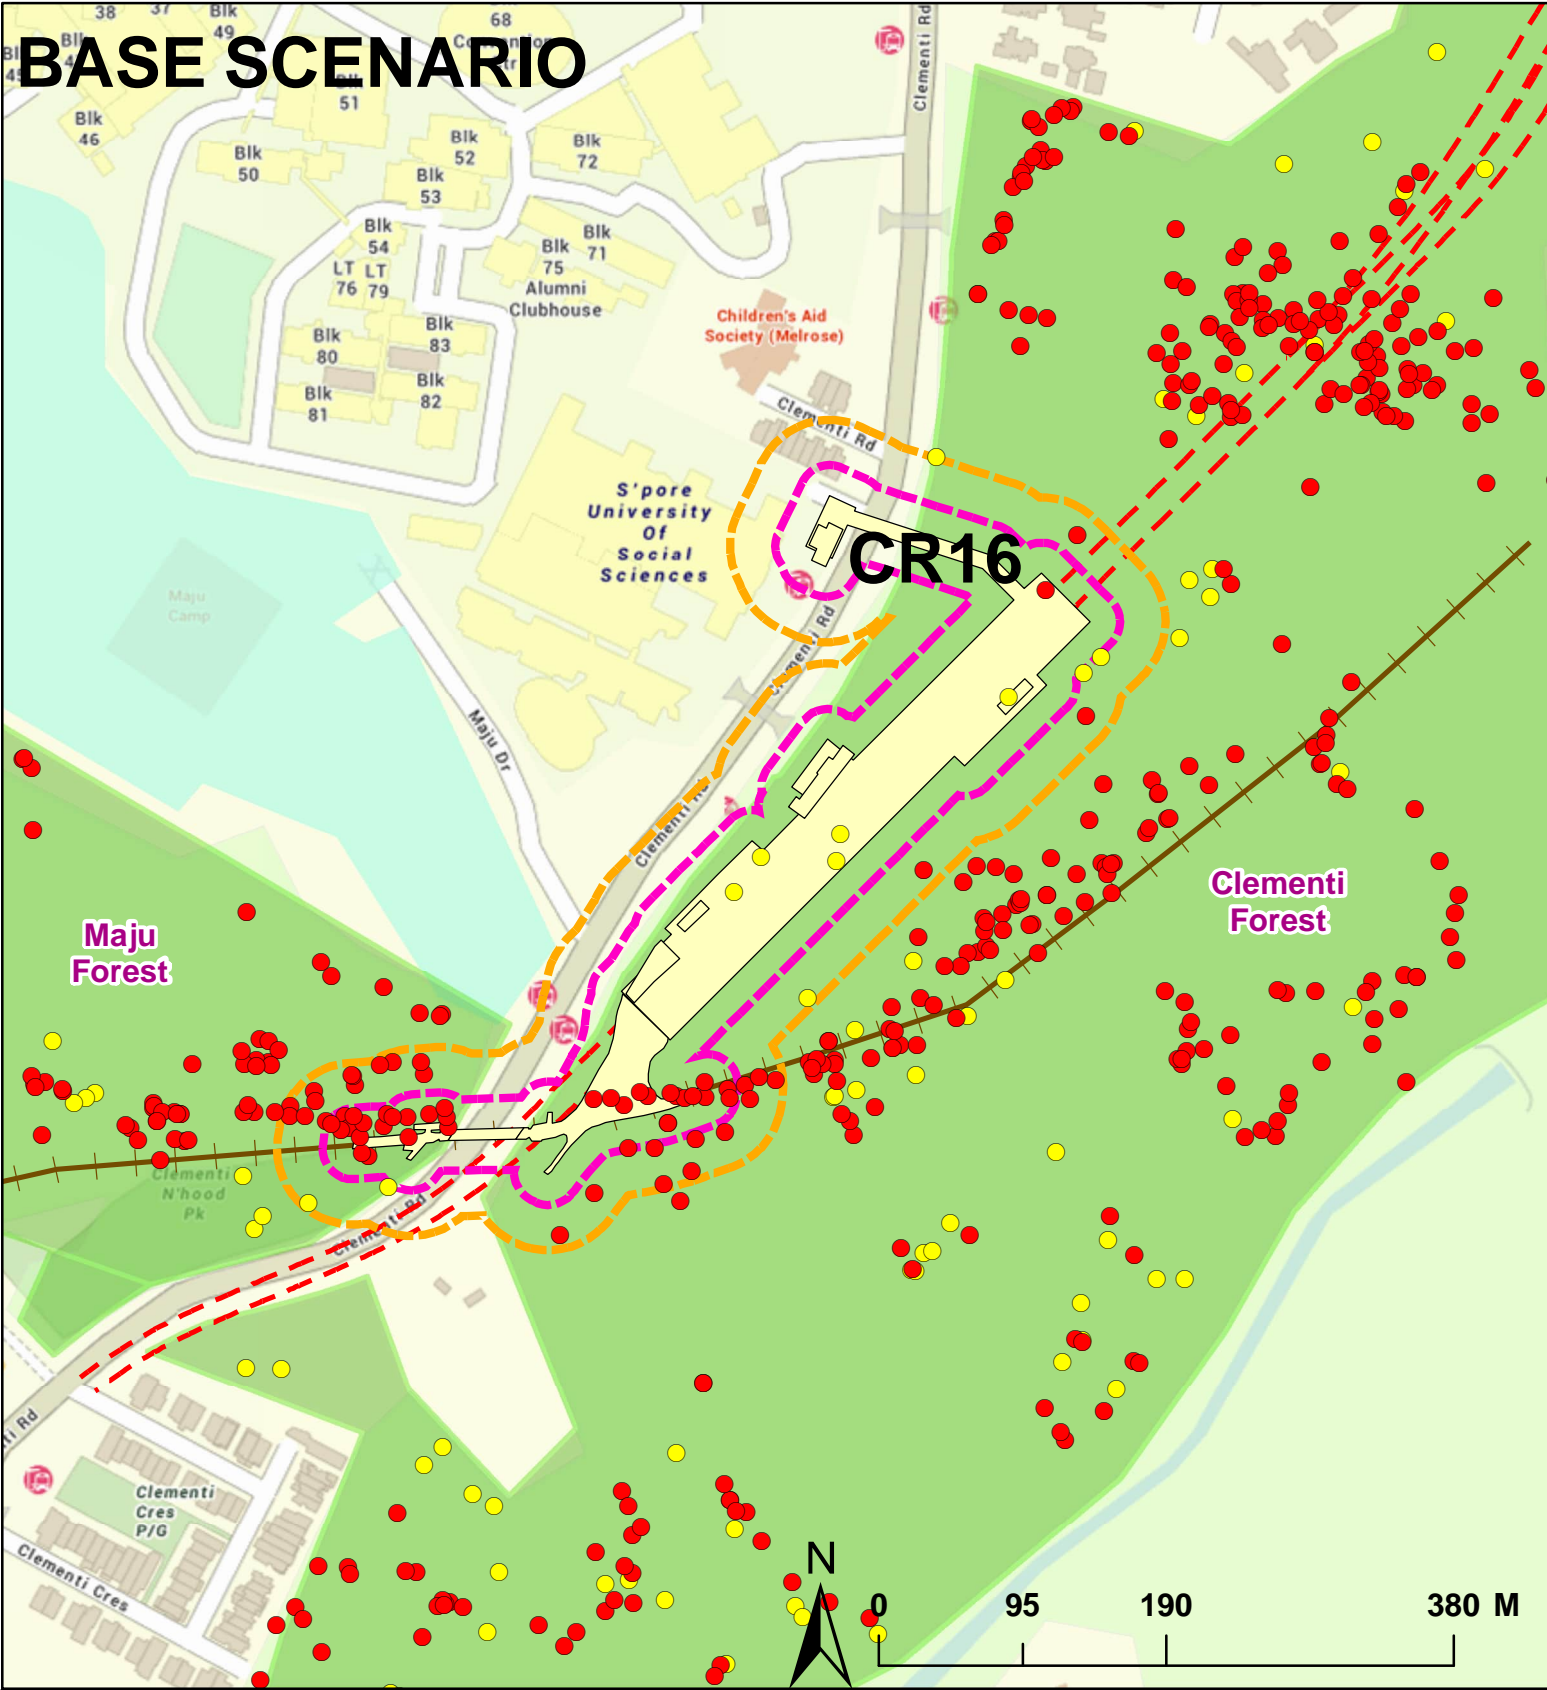 BASE SCENARIO
38
37
Blk
49
68
Blk
46
51
Blk
50
Blk
52
Blk
72
Blk
53
Blk
54
Blk
71
LT
76
LT
79
Blk
75
Alumni
Clubhouse
Blk
80
Blk
83
Blk
81
Blk
82
Clementi Rd
Children's Aid
Society (Melrose)
Clementi Rd
S'pore
University
Of
Social
Sciences
CR16
Maju
Camp
Clementi Rd
Maju Dr
Clementi Rd
Clementi
Forest
Maju
Forest
Clementi
N'hood
Pk
Clementi Rd
Clementi
Cres
P/G
Clementi Cres
N
0
95
190
380 M